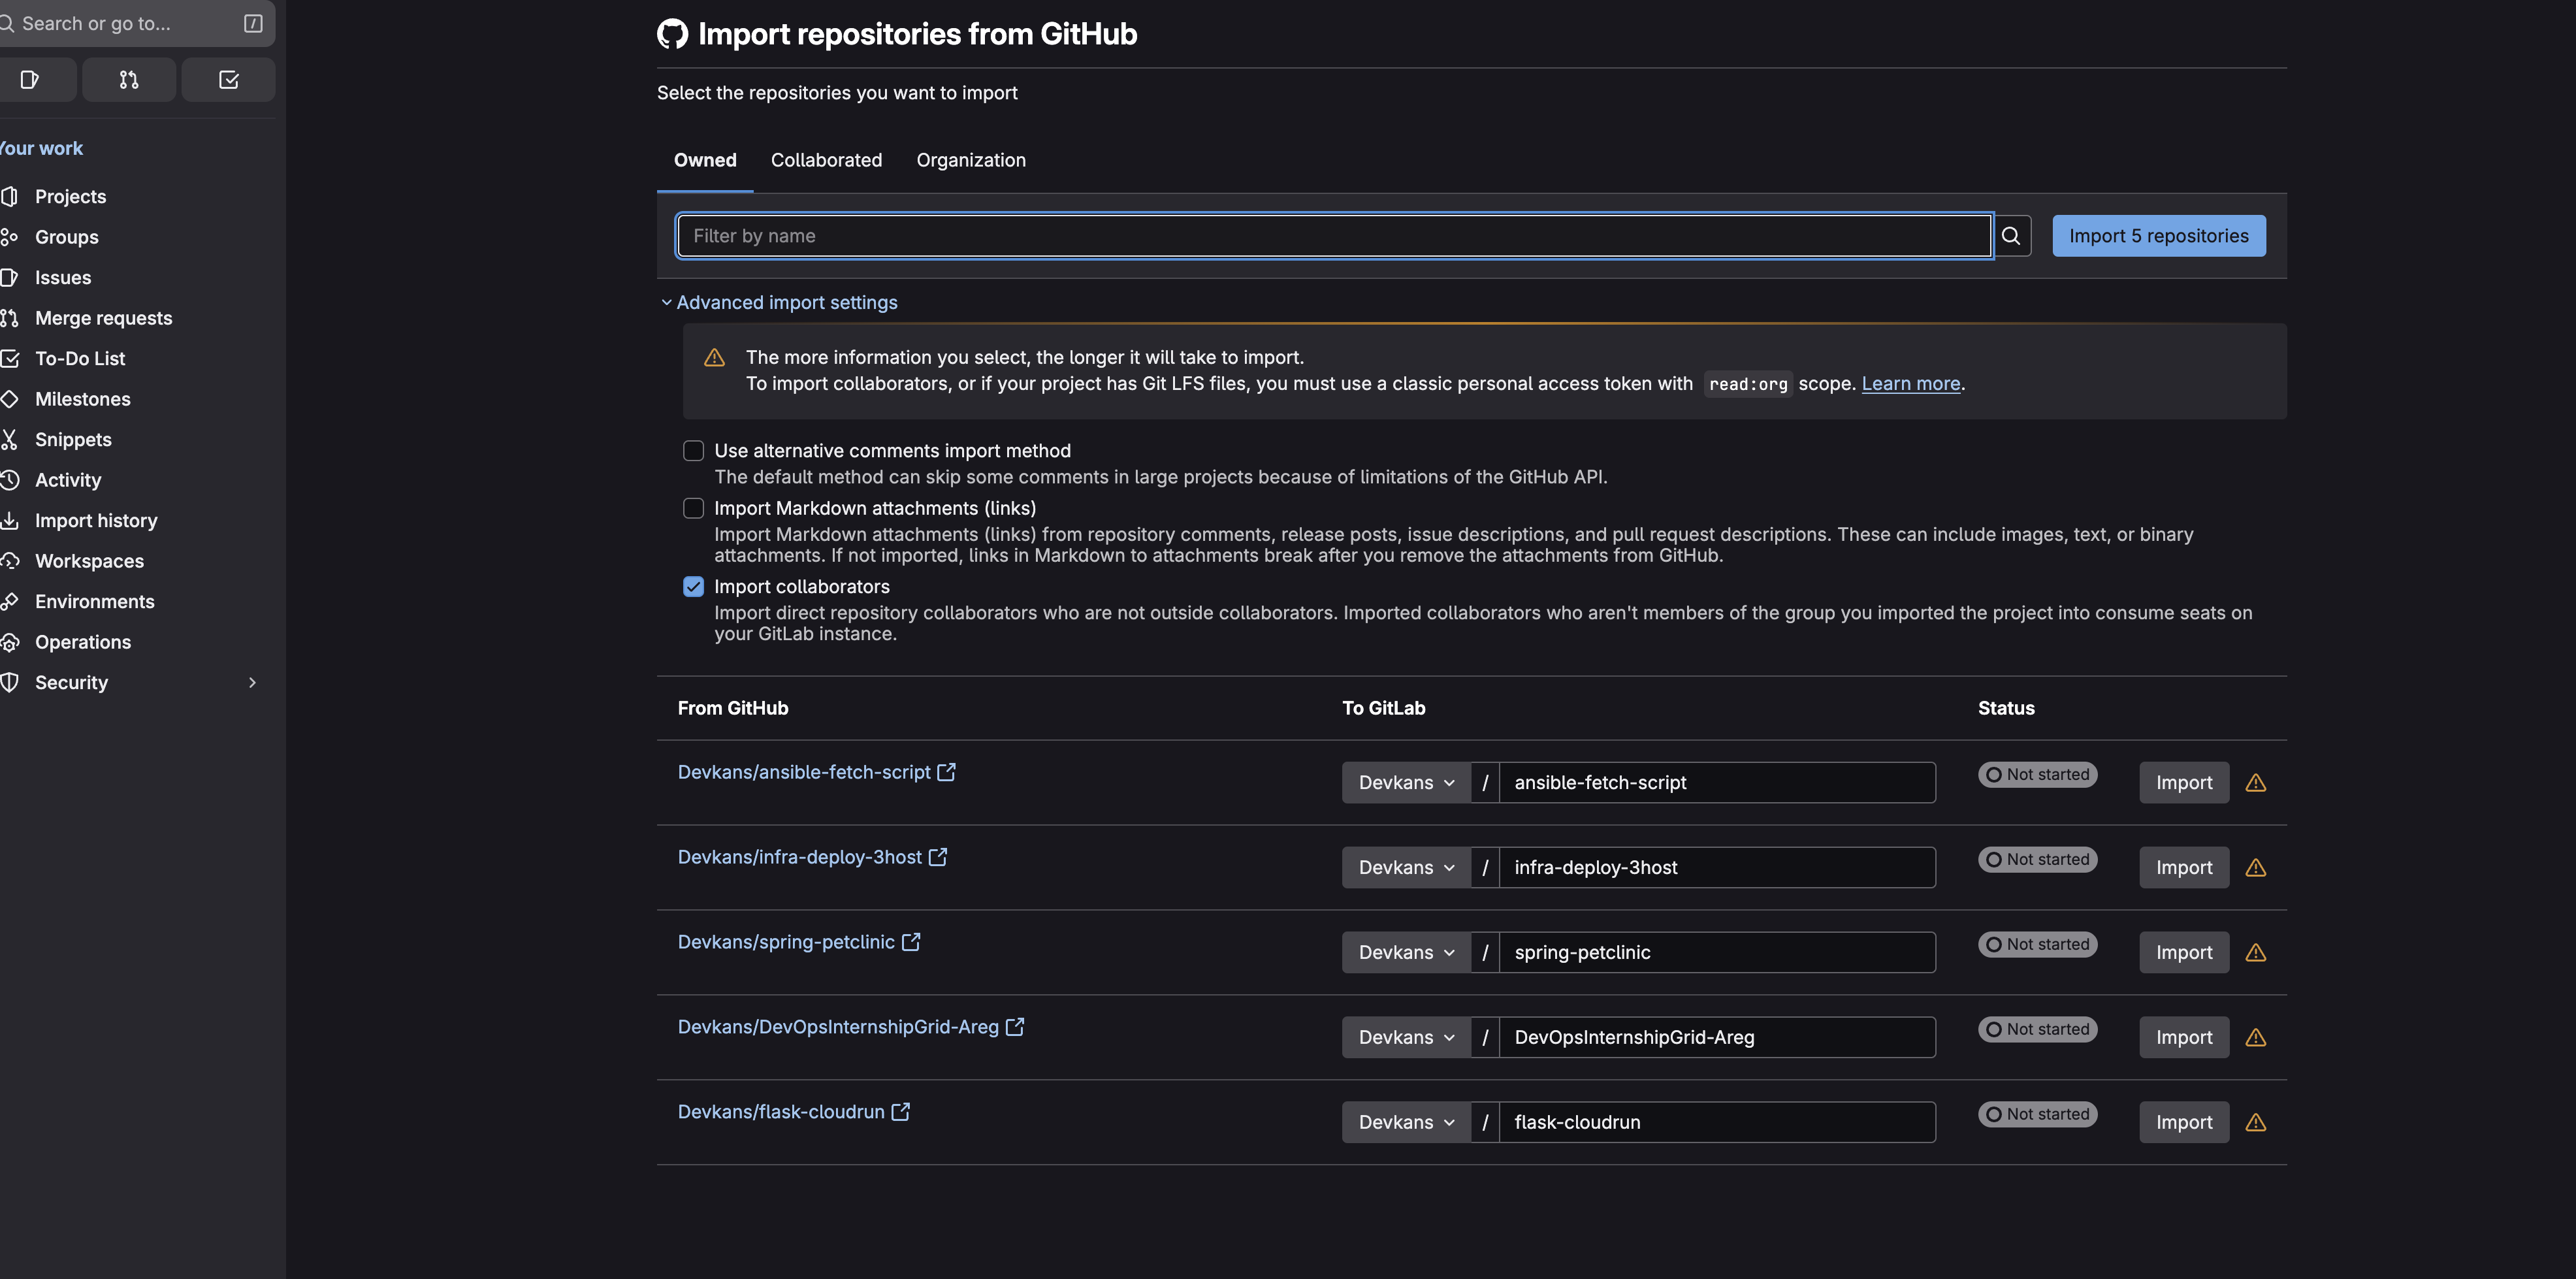 Search or go to...
/
Your work
Projects
Groups
Issues
Merge requests
To-Do List
Milestones
Snippets
Activity
Import history
Workspaces
Environments
Operations
Security
Import repositories from GitHub
Select the repositories you want to import
Owned Collaborated Organization
Filter by name
Import 5 repositories
Advanced import settings
The more information you select, the longer it will take to import.
To import collaborators, or if your project has Git LFS files, you must use a classic personal access token with read:org scope. Learn more.
Use alternative comments import method
The default method can skip some comments in large projects because of limitations of the GitHub API.
Import Markdown attachments (links)
Import Markdown attachments (links) from repository comments, release posts, issue descriptions, and pull request descriptions. These can include images, text, or binary
attachments. If not imported, links in Markdown to attachments break after you remove the attachments from GitHub.
Import collaborators
Import direct repository collaborators who are not outside collaborators. Imported collaborators who aren't members of the group you imported the project into consume seats on
your GitLab instance.
From GitHub To GitLab Status
Devkans/ansible-fetch-script Devkans / ansible-fetch-script Not started Import
Devkans/infra-deploy-3host Devkans / infra-deploy-3host Not started Import
Devkans/spring-petclinic Devkans / spring-petclinic Not started Import
Devkans/DevOpsInternshipGrid-Areg Devkans / DevOpsInternshipGrid-Areg Not started Import
Devkans/flask-cloudrun Devkans / flask-cloudrun Not started Import